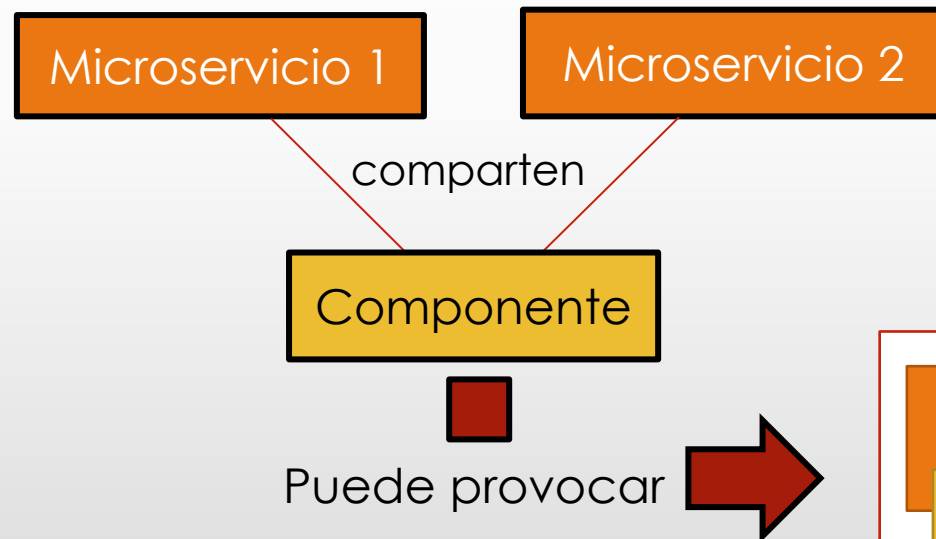 Microservicio 1
Microservicio 2
comparten
Componente
Puede provocar